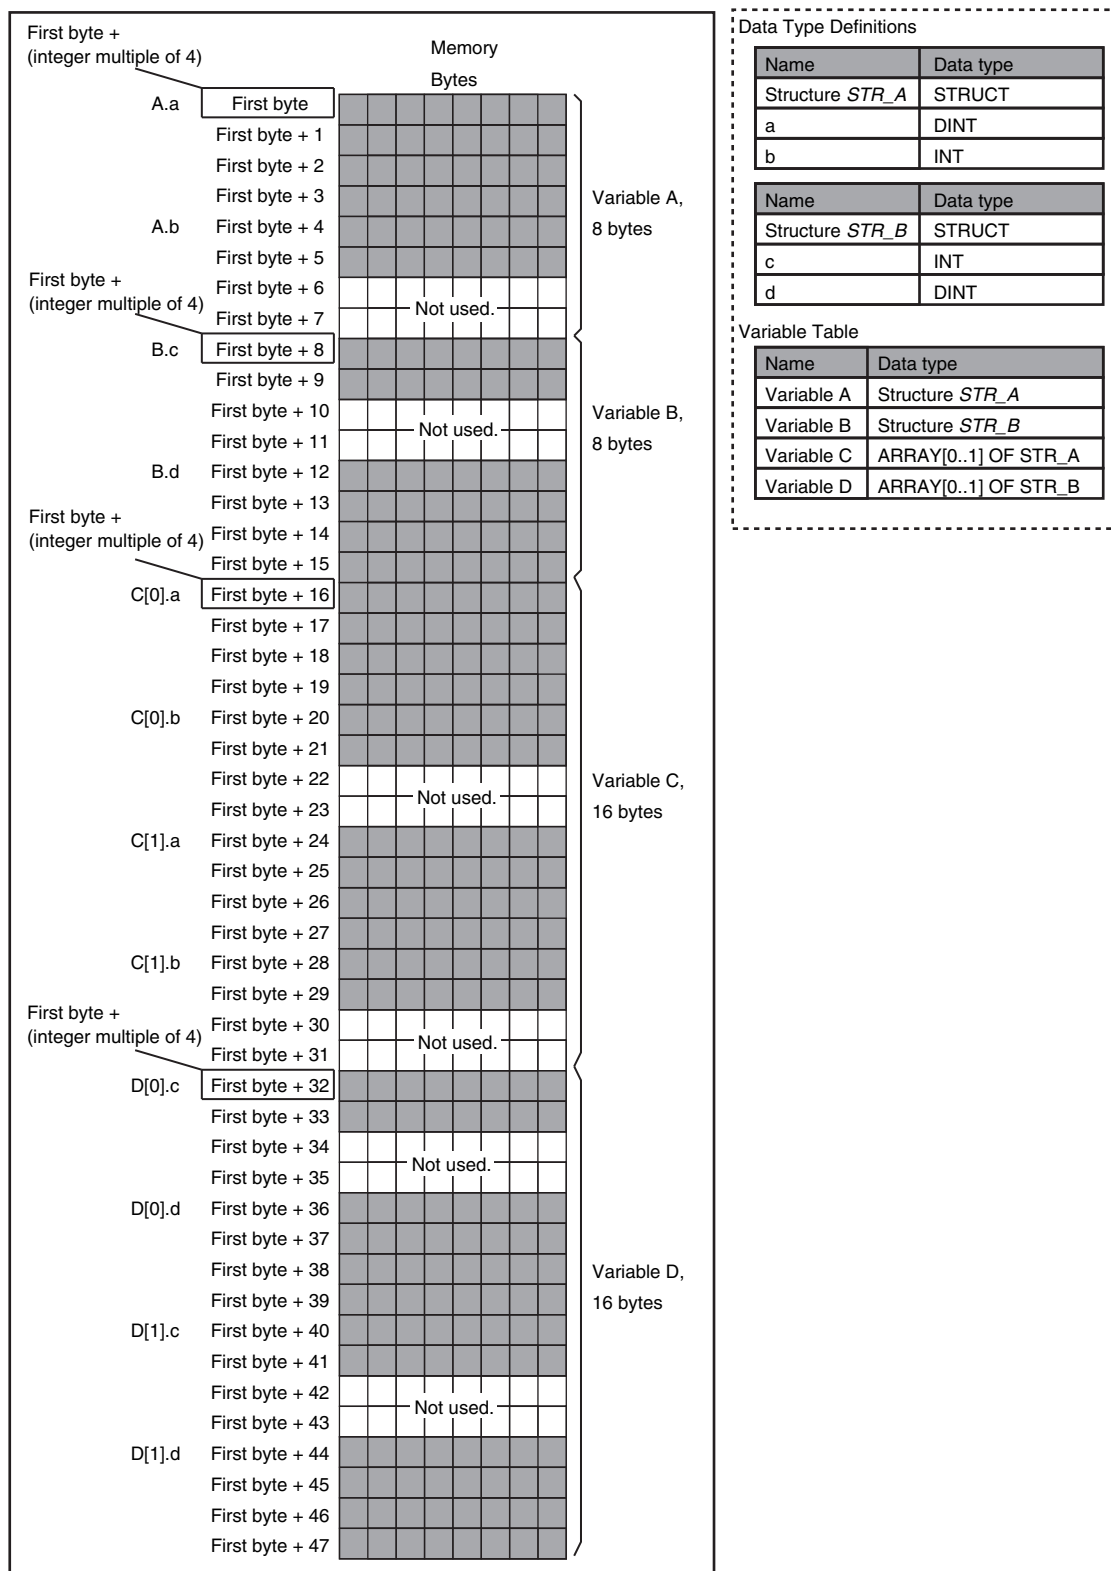 First byte +
(integer multiple of 4)
Memory
Bytes
A.a First byte
First byte + 1
First byte + 2
First byte + 3
Variable A,
A.b First byte + 4
8 bytes
First byte + 5
First byte +
(integer multiple of 4)
First byte + 6
Not used.
First byte + 7
B.c First byte + 8
First byte + 9
First byte + 10
Variable B,
Not used.
First byte + 11
8 bytes
B.d First byte + 12
First byte + 13
First byte +
(integer multiple of 4)
First byte + 14
First byte + 15
C[0].a First byte + 16
First byte + 17
First byte + 18
First byte + 19
C[0].b First byte + 20
First byte + 21
First byte + 22
Variable C,
Not used.
First byte + 23
16 bytes
C[1].a First byte + 24
First byte + 25
First byte + 26
First byte + 27
C[1].b First byte + 28
First byte + 29
First byte +
(integer multiple of 4)
First byte + 30
Not used.
First byte + 31
D[0].c First byte + 32
First byte + 33
First byte + 34
Not used.
First byte + 35
D[0].d First byte + 36
First byte + 37
First byte + 38
Variable D,
First byte + 39
16 bytes
D[1].c First byte + 40
First byte + 41
First byte + 42
Not used.
First byte + 43
D[1].d First byte + 44
First byte + 45
First byte + 46
First byte + 47
Data Type Definitions
Name Data type
Structure STR_A STRUCT
a DINT
b INT
Name Data type
Structure STR_B STRUCT
c INT
d DINT
Variable Table
Name Data type
Variable A Structure STR_A
Variable B Structure STR_B
Variable C ARRAY[0..1] OF STR_A
Variable D ARRAY[0..1] OF STR_B